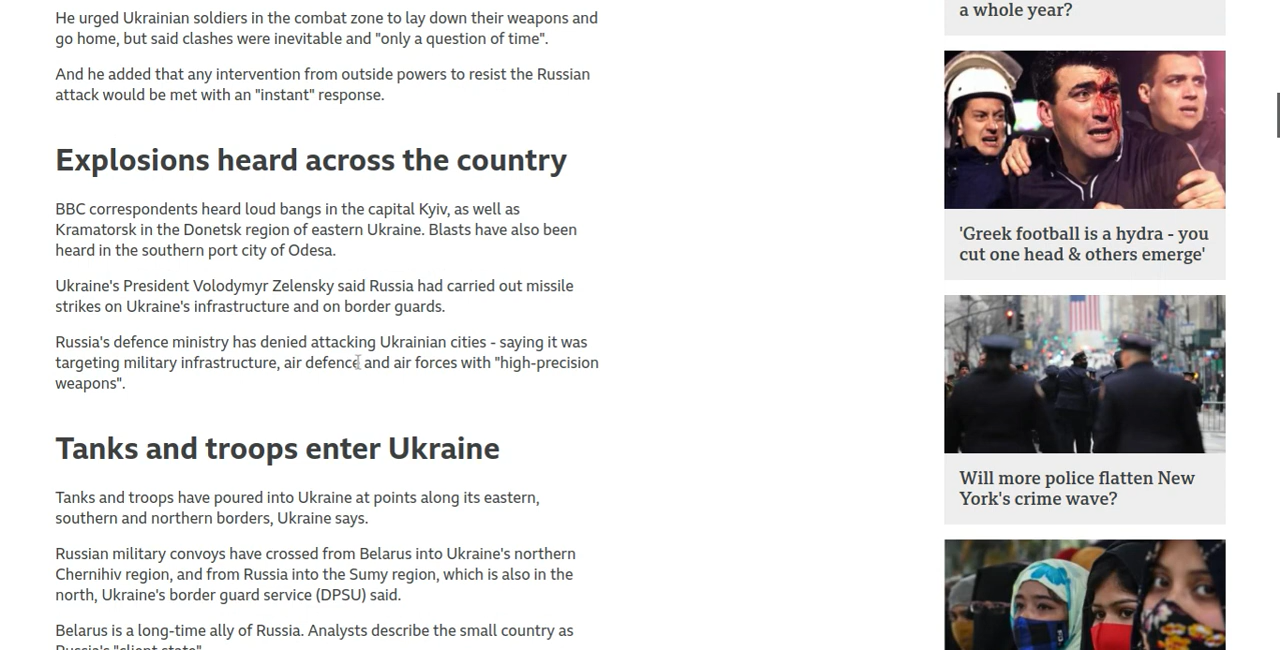 He urged Ukrainian soldiers in the combat zone to lay down their weapons and
go home, but said clashes were inevitable and "only a question of time".
And he added that any intervention from outside powers to resist the Russian
attack would be met with an "instant" response.
Explosions heard across the country
BBC correspondents heard loud bangs in the capital Kyiv, as well as
Kramatorsk in the Donetsk region of eastern Ukraine. Blasts have also been
heard in the southern port city of Odesa.
Ukraine's President Volodymyr Zelensky said Russia had carried out missile
strikes on Ukraine's infrastructure and on border guards.
Russia's defence ministry has denied attacking Ukrainian cities - saying it was
targeting military infrastructure, air defence and air forces with "high-precision
weapons".
Tanks and troops enter Ukraine
Tanks and troops have poured into Ukraine at points along its eastern,
southern and northern borders, Ukraine says.
Russian military convoys have crossed from Belarus into Ukraine's northern
Chernihiv region, and from Russia into the Sumy region, which is also in the
north, Ukraine's border guard service (DPSU) said.
Belarus is a long-time ally of Russia. Analysts describe the small country as
Russia's "client state"
a whole year?
'Greek football is a hydra - you
cut one head & others emerge'
Will more police flatten New
York's crime wave?